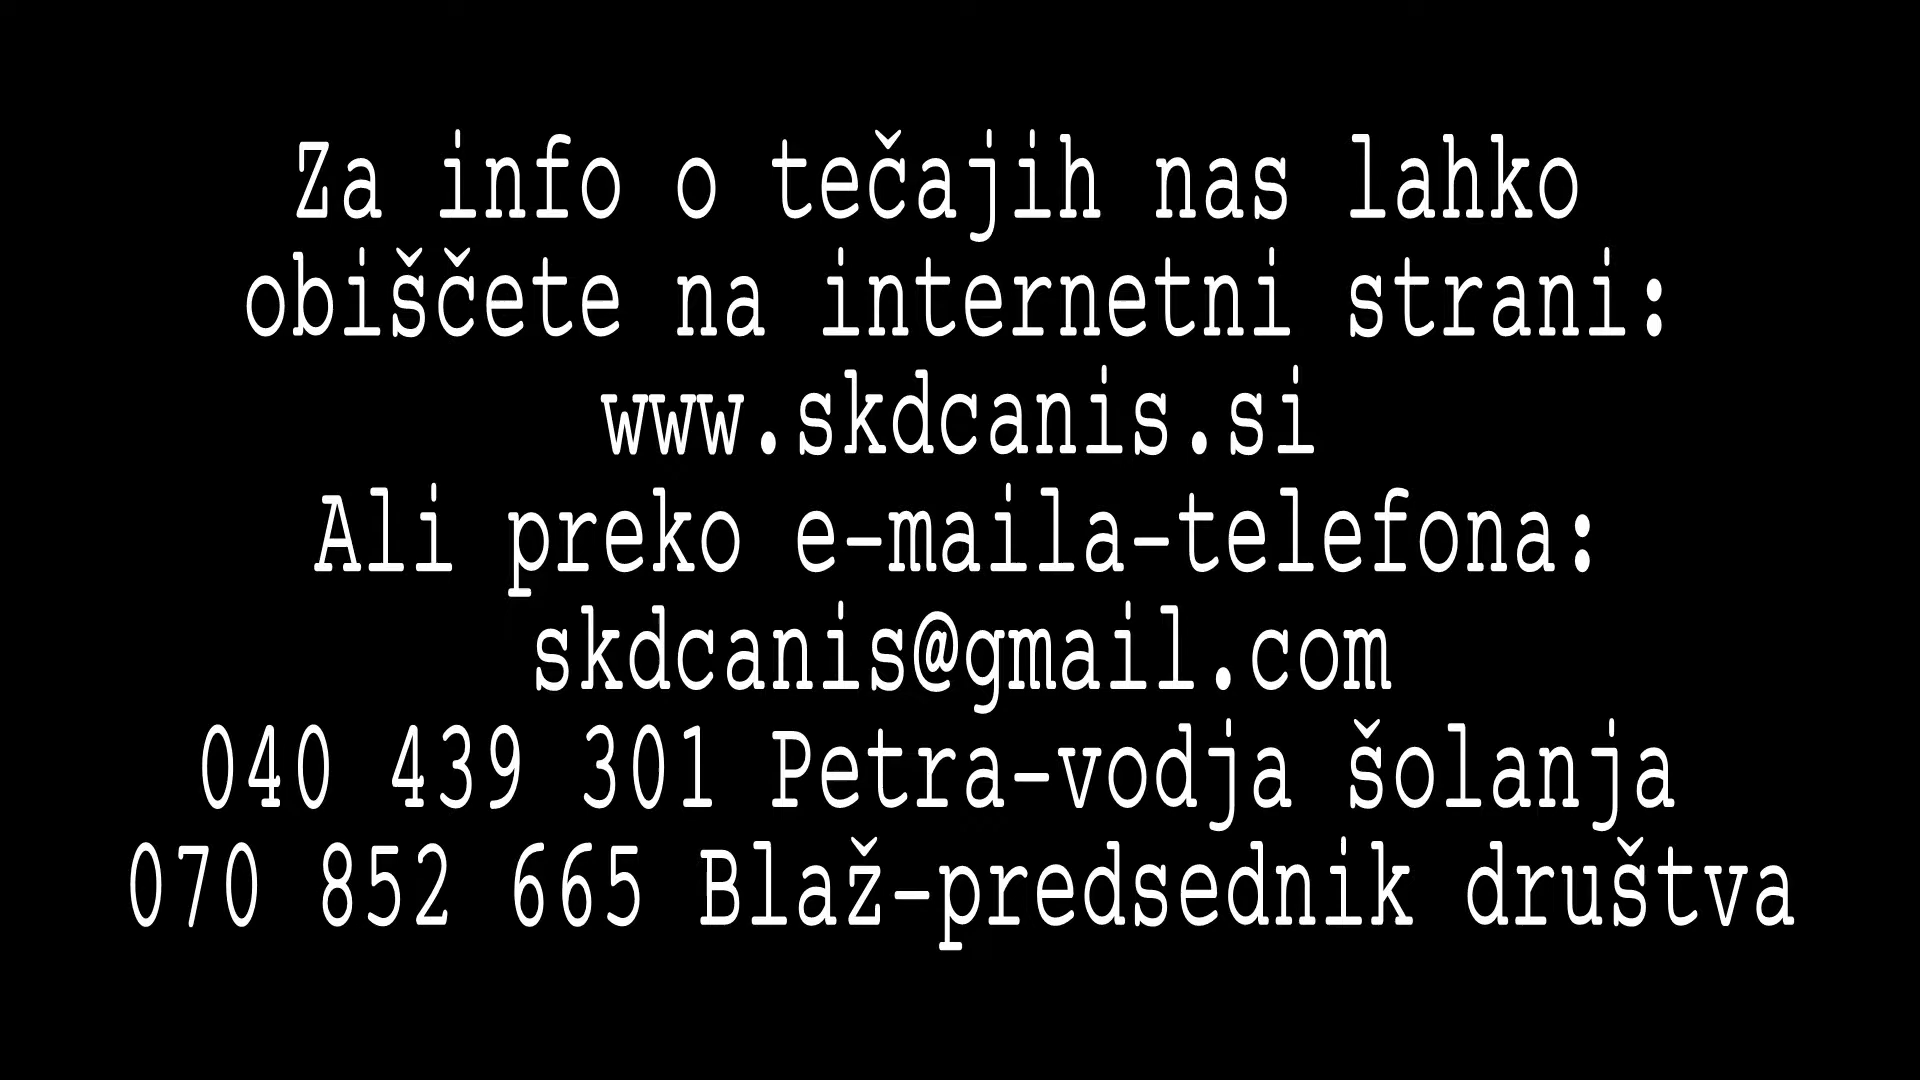 Za info o tečajih nas lahko
obiščete na internetni strani:
www.skdcanis.si
Ali preko e-maila-telefona:
skdcanis@gmail.com
040 439 301 Petra-vodja šolanja
070 852 665 Blaž-predsednik društva